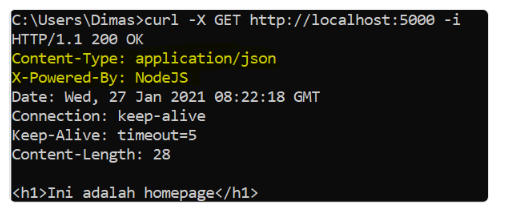 C:\Users\Dimas>curl -X GET http://localhost:5000 -i
HTTP/1.1 200 OK
Content-Type: application/json
X-Powered-By: NodeJS
Date: Wed, 27 Jan 2021 08:22:18 GMT
Connection: keep-alive
Keep-Alive: timeout=5
Content-Length: 28

<h1>Ini adalah homepage</h1>